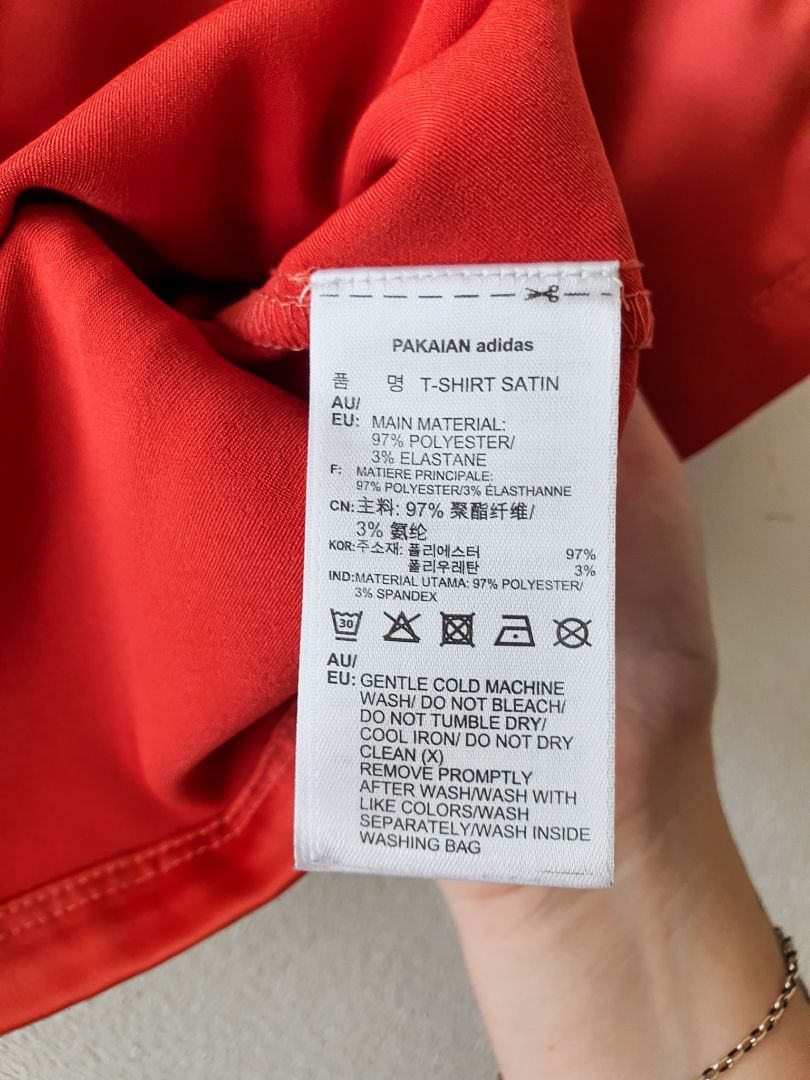 PAKAIAN adidas
품 명 T-SHIRT SATIN
AU/
EU: MAIN MATERIAL:
97% POLYESTER/
3% ELASTANE
F: MATIERE PRINCIPALE:
97% POLYESTER/3% ÉLASTHANNE
CN:主料: 97% 聚酯纤维/
3% 氨纶
KOR:주소재: 폴리에스터 97%
폴리우레탄 3%
IND:MATERIAL UTAMA: 97% POLYESTER/
3% SPANDEX
30
AU/
EU: GENTLE COLD MACHINE
WASH/ DO NOT BLEACH/
DO NOT TUMBLE DRY/
COOL IRON/ DO NOT DRY
CLEAN (X)
REMOVE PROMPTLY
AFTER WASH/WASH WITH
LIKE COLORS/WASH
SEPARATELY/WASH INSIDE
WASHING BAG